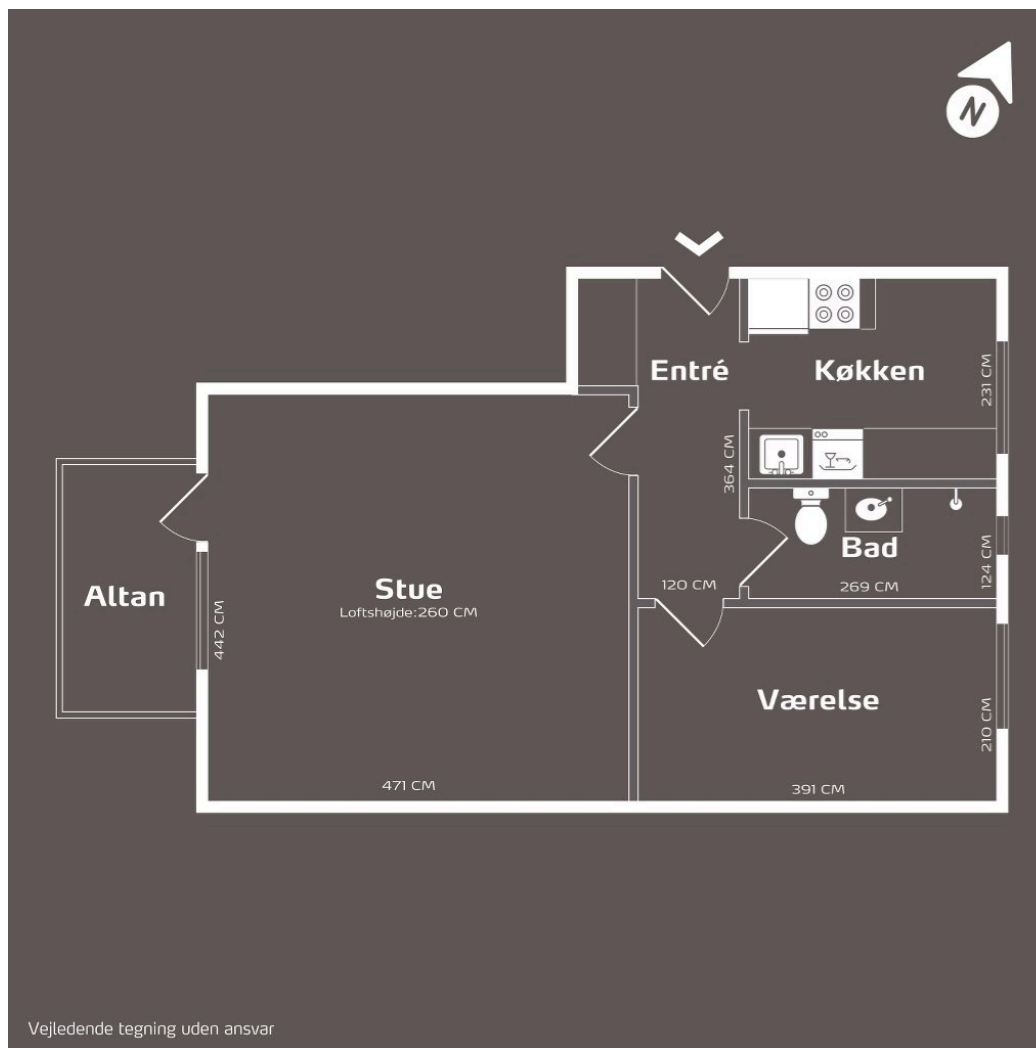 N
Entré
Køkken
231 CM
364 CM
Bad
269 CM
124 CM
120 CM
Altan
442 CM
Stue
Loftshøjde:260 CM
471 CM
Værelse
210 CM
391 CM
Vejledende tegning uden ansvar